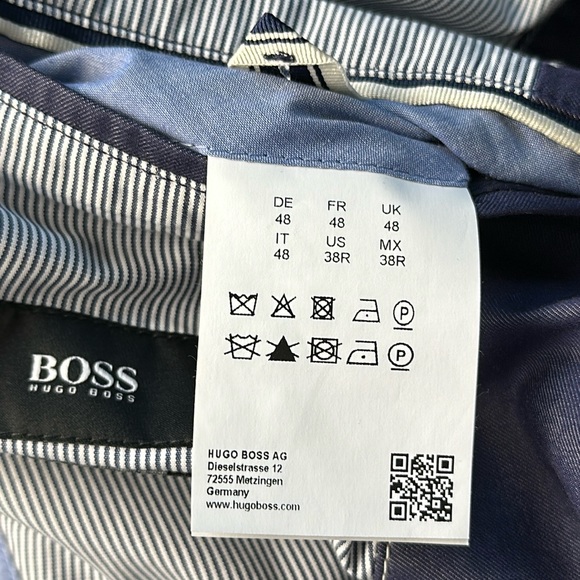 DE FR UK
48 48 48
IT US MX
48 38R 38R
P
P
BOSS
HUGO BOSS
HUGO BOSS AG
Dieselstrasse 12
72555 Metzingen
Germany
www.hugoboss.com